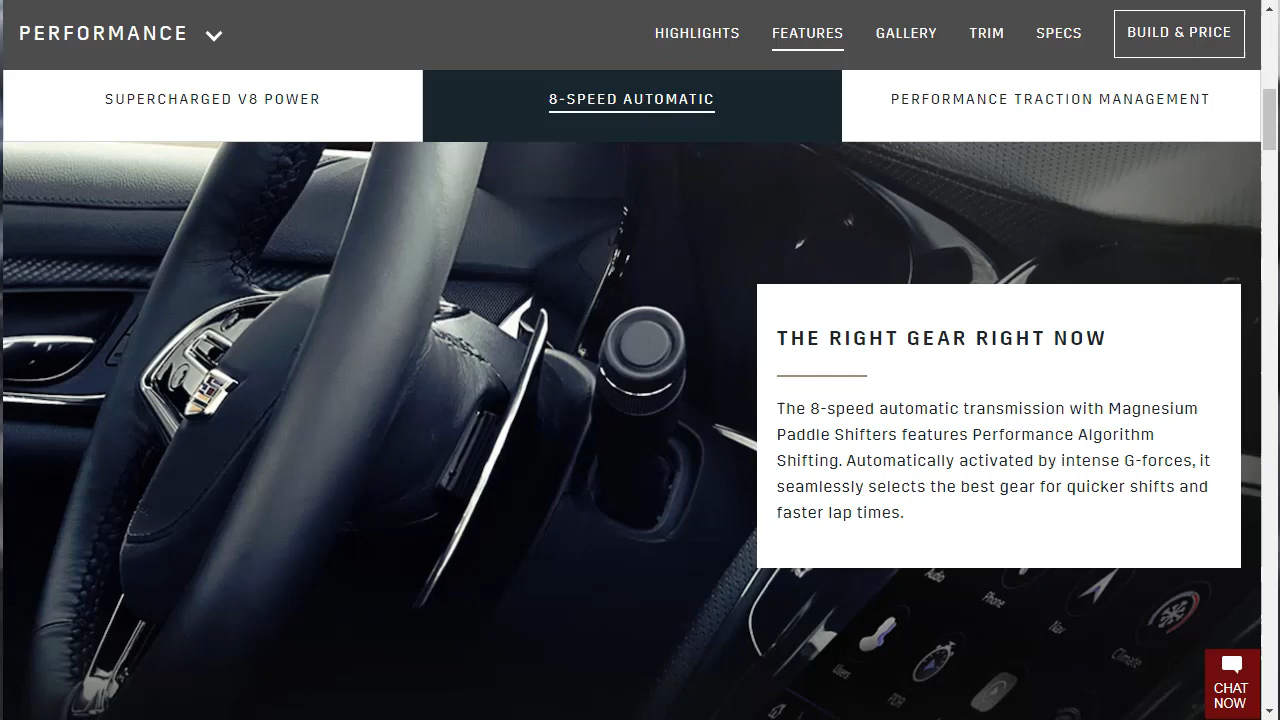 PERFORMANCE
HIGHLIGHTS FEATURES GALLERY TRIM SPECS BUILD & PRICE
SUPERCHARGED V8 POWER 8-SPEED AUTOMATIC PERFORMANCE TRACTION MANAGEMENT
THE RIGHT GEAR RIGHT NOW
The 8-speed automatic transmission with Magnesium
Paddle Shifters features Performance Algorithm
Shifting. Automatically activated by intense G-forces, it
seamlessly selects the best gear for quicker shifts and
faster lap times.
Audio
Phone
Nav
Climate
Users
PDR
CHAT
NOW